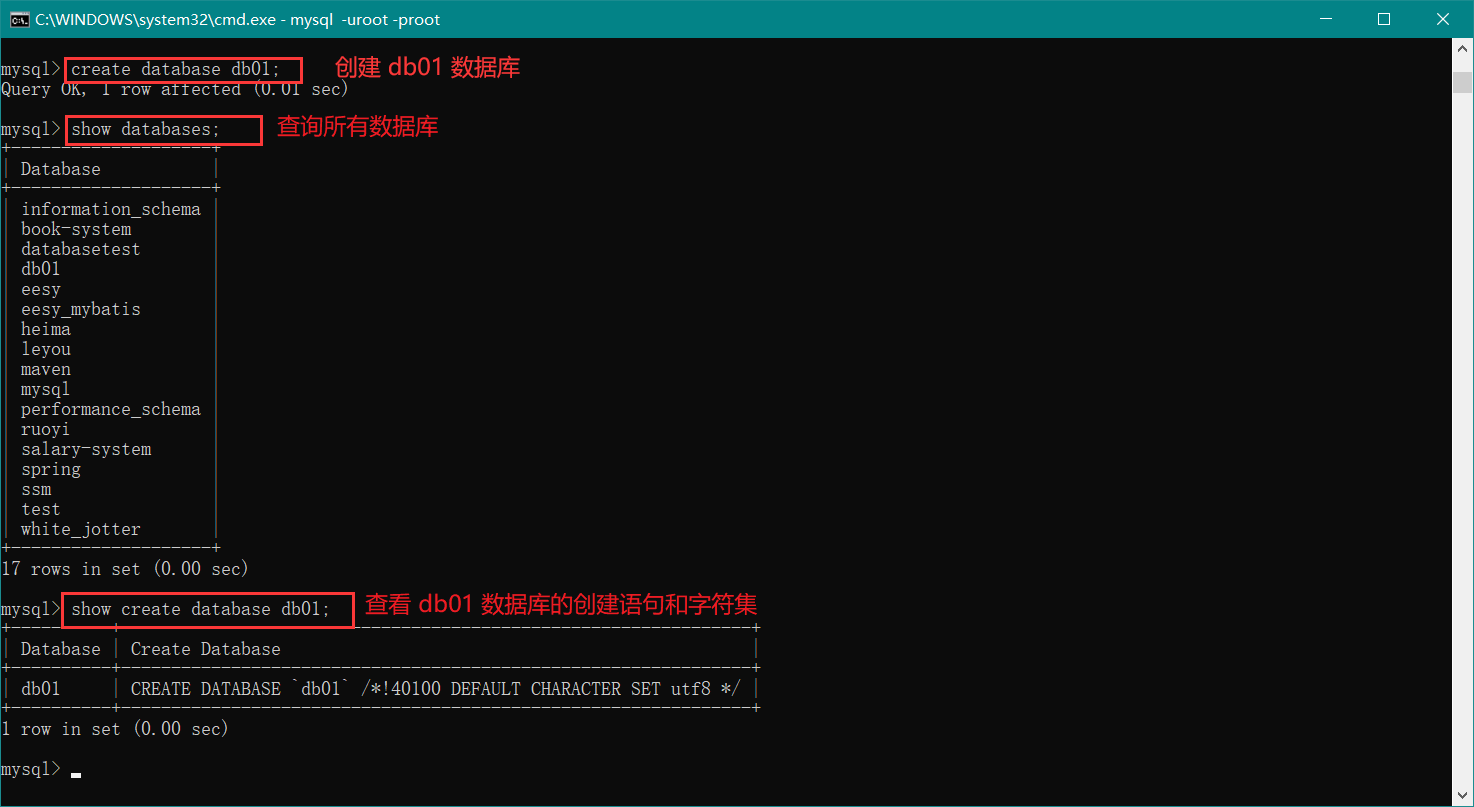 C:\WINDOWS\system32\cmd.exe - mysql  -uroot -proot
mysql> create database db01; 创建 db01 数据库
Query OK, 1 row affected (0.01 sec)
mysql> show databases; 查询所有数据库
+--------------------+
| Database           |
+--------------------+
| information_schema |
| book-system        |
| databasetest       |
| db01               |
| eesy               |
| eesy_mybatis       |
| heima              |
| leyou              |
| maven              |
| mysql              |
| performance_schema |
| ruoyi              |
| salary-system      |
| spring             |
| ssm                |
| test               |
| white_jotter       |
+--------------------+
17 rows in set (0.00 sec)
mysql> show create database db01; 查看 db01 数据库的创建语句和字符集
+----------+---------------------------------------------------------------+
| Database | Create Database                                               |
+----------+---------------------------------------------------------------+
| db01     | CREATE DATABASE `db01` /*!40100 DEFAULT CHARACTER SET utf8 */ |
+----------+---------------------------------------------------------------+
1 row in set (0.00 sec)
mysql>